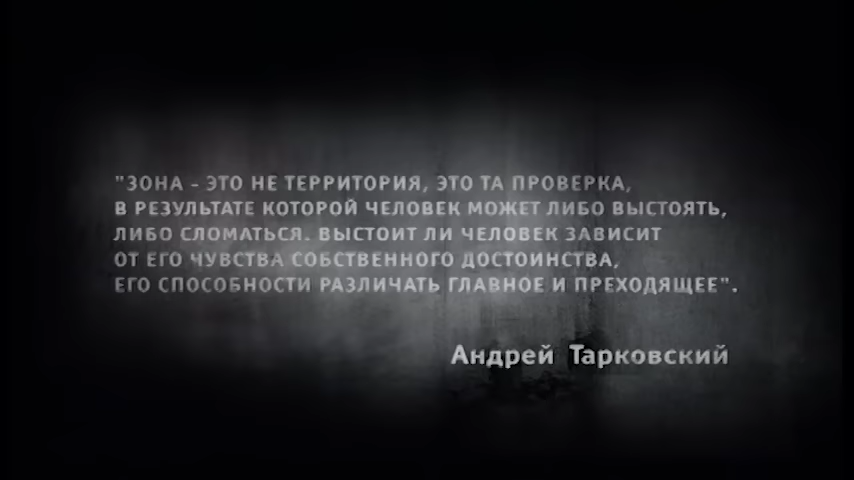 "ЗОНА - ЭТО НЕ ТЕРРИТОРИЯ, ЭТО ТА ПРОВЕРКА,
В РЕЗУЛЬТАТЕ КОТОРОЙ ЧЕЛОВЕК МОЖЕТ ЛИБО ВЫСТОЯТЬ,
ЛИБО СЛОМАТЬСЯ. ВЫСТОИТ ЛИ ЧЕЛОВЕК ЗАВИСИТ
ОТ ЕГО ЧУВСТВА СОБСТВЕННОГО ДОСТОИНСТВА,
ЕГО СПОСОБНОСТИ РАЗЛИЧАТЬ ГЛАВНОЕ И ПРЕХОДЯЩЕЕ".
Андрей Тарковский